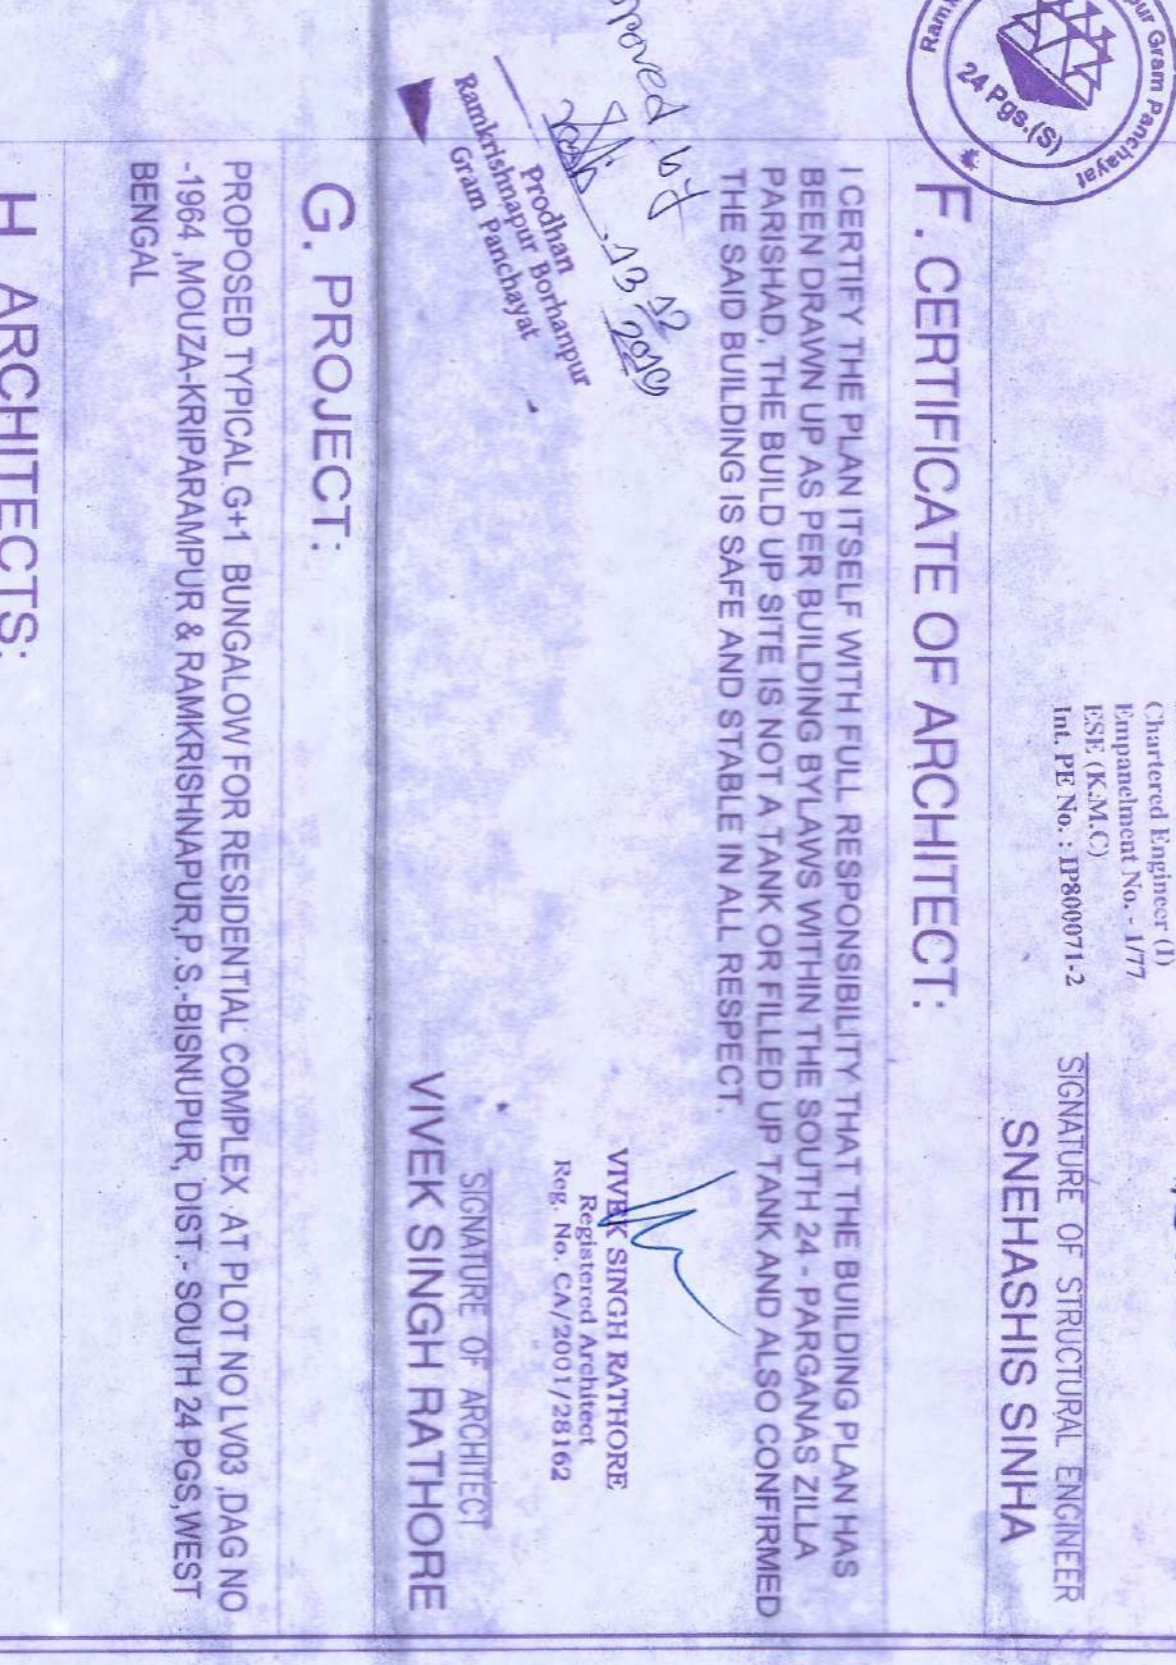 Chartered Engineer (I)
Empanelment No. - 1/77
ESE (K.M.C)
Int. PE No. : IP800071-2
SIGNATURE OF STRUCTURAL ENGINEER
SNEHASHIS SINHA
pur Gram Panchayat
24 Pgs.(S)
F. CERTIFICATE OF ARCHITECT:
I CERTIFY THE PLAN ITSELF WITH FULL RESPONSIBILITY THAT THE BUILDING PLAN HAS
BEEN DRAWN UP AS PER BUILDING BYLAWS WITHIN THE SOUTH 24 - PARGANAS ZILLA
PARISHAD, THE BUILD UP SITE IS NOT A TANK OR FILLED UP TANK AND ALSO CONFIRMED
THE SAID BUILDING IS SAFE AND STABLE IN ALL RESPECT.
by
13.12
2019
Prodhan
Ramkrishnapur Borhanpur
Gram Panchayat
VIVEK SINGH RATHORE
Registered Architect
Reg. No. CA/2001/28162
SIGNATURE OF ARCHITECT
VIVEK SINGH RATHORE
G. PROJECT:
PROPOSED TYPICAL G+1 BUNGALOW FOR RESIDENTIAL COMPLEX AT PLOT NO LV03 ,DAG NO
-1964 ,MOUZA-KRIPARAMPUR & RAMKRISHNAPUR,P.S.-BISNUPUR, DIST.- SOUTH 24 PGS,WEST
BENGAL
H ARCHITECTS: